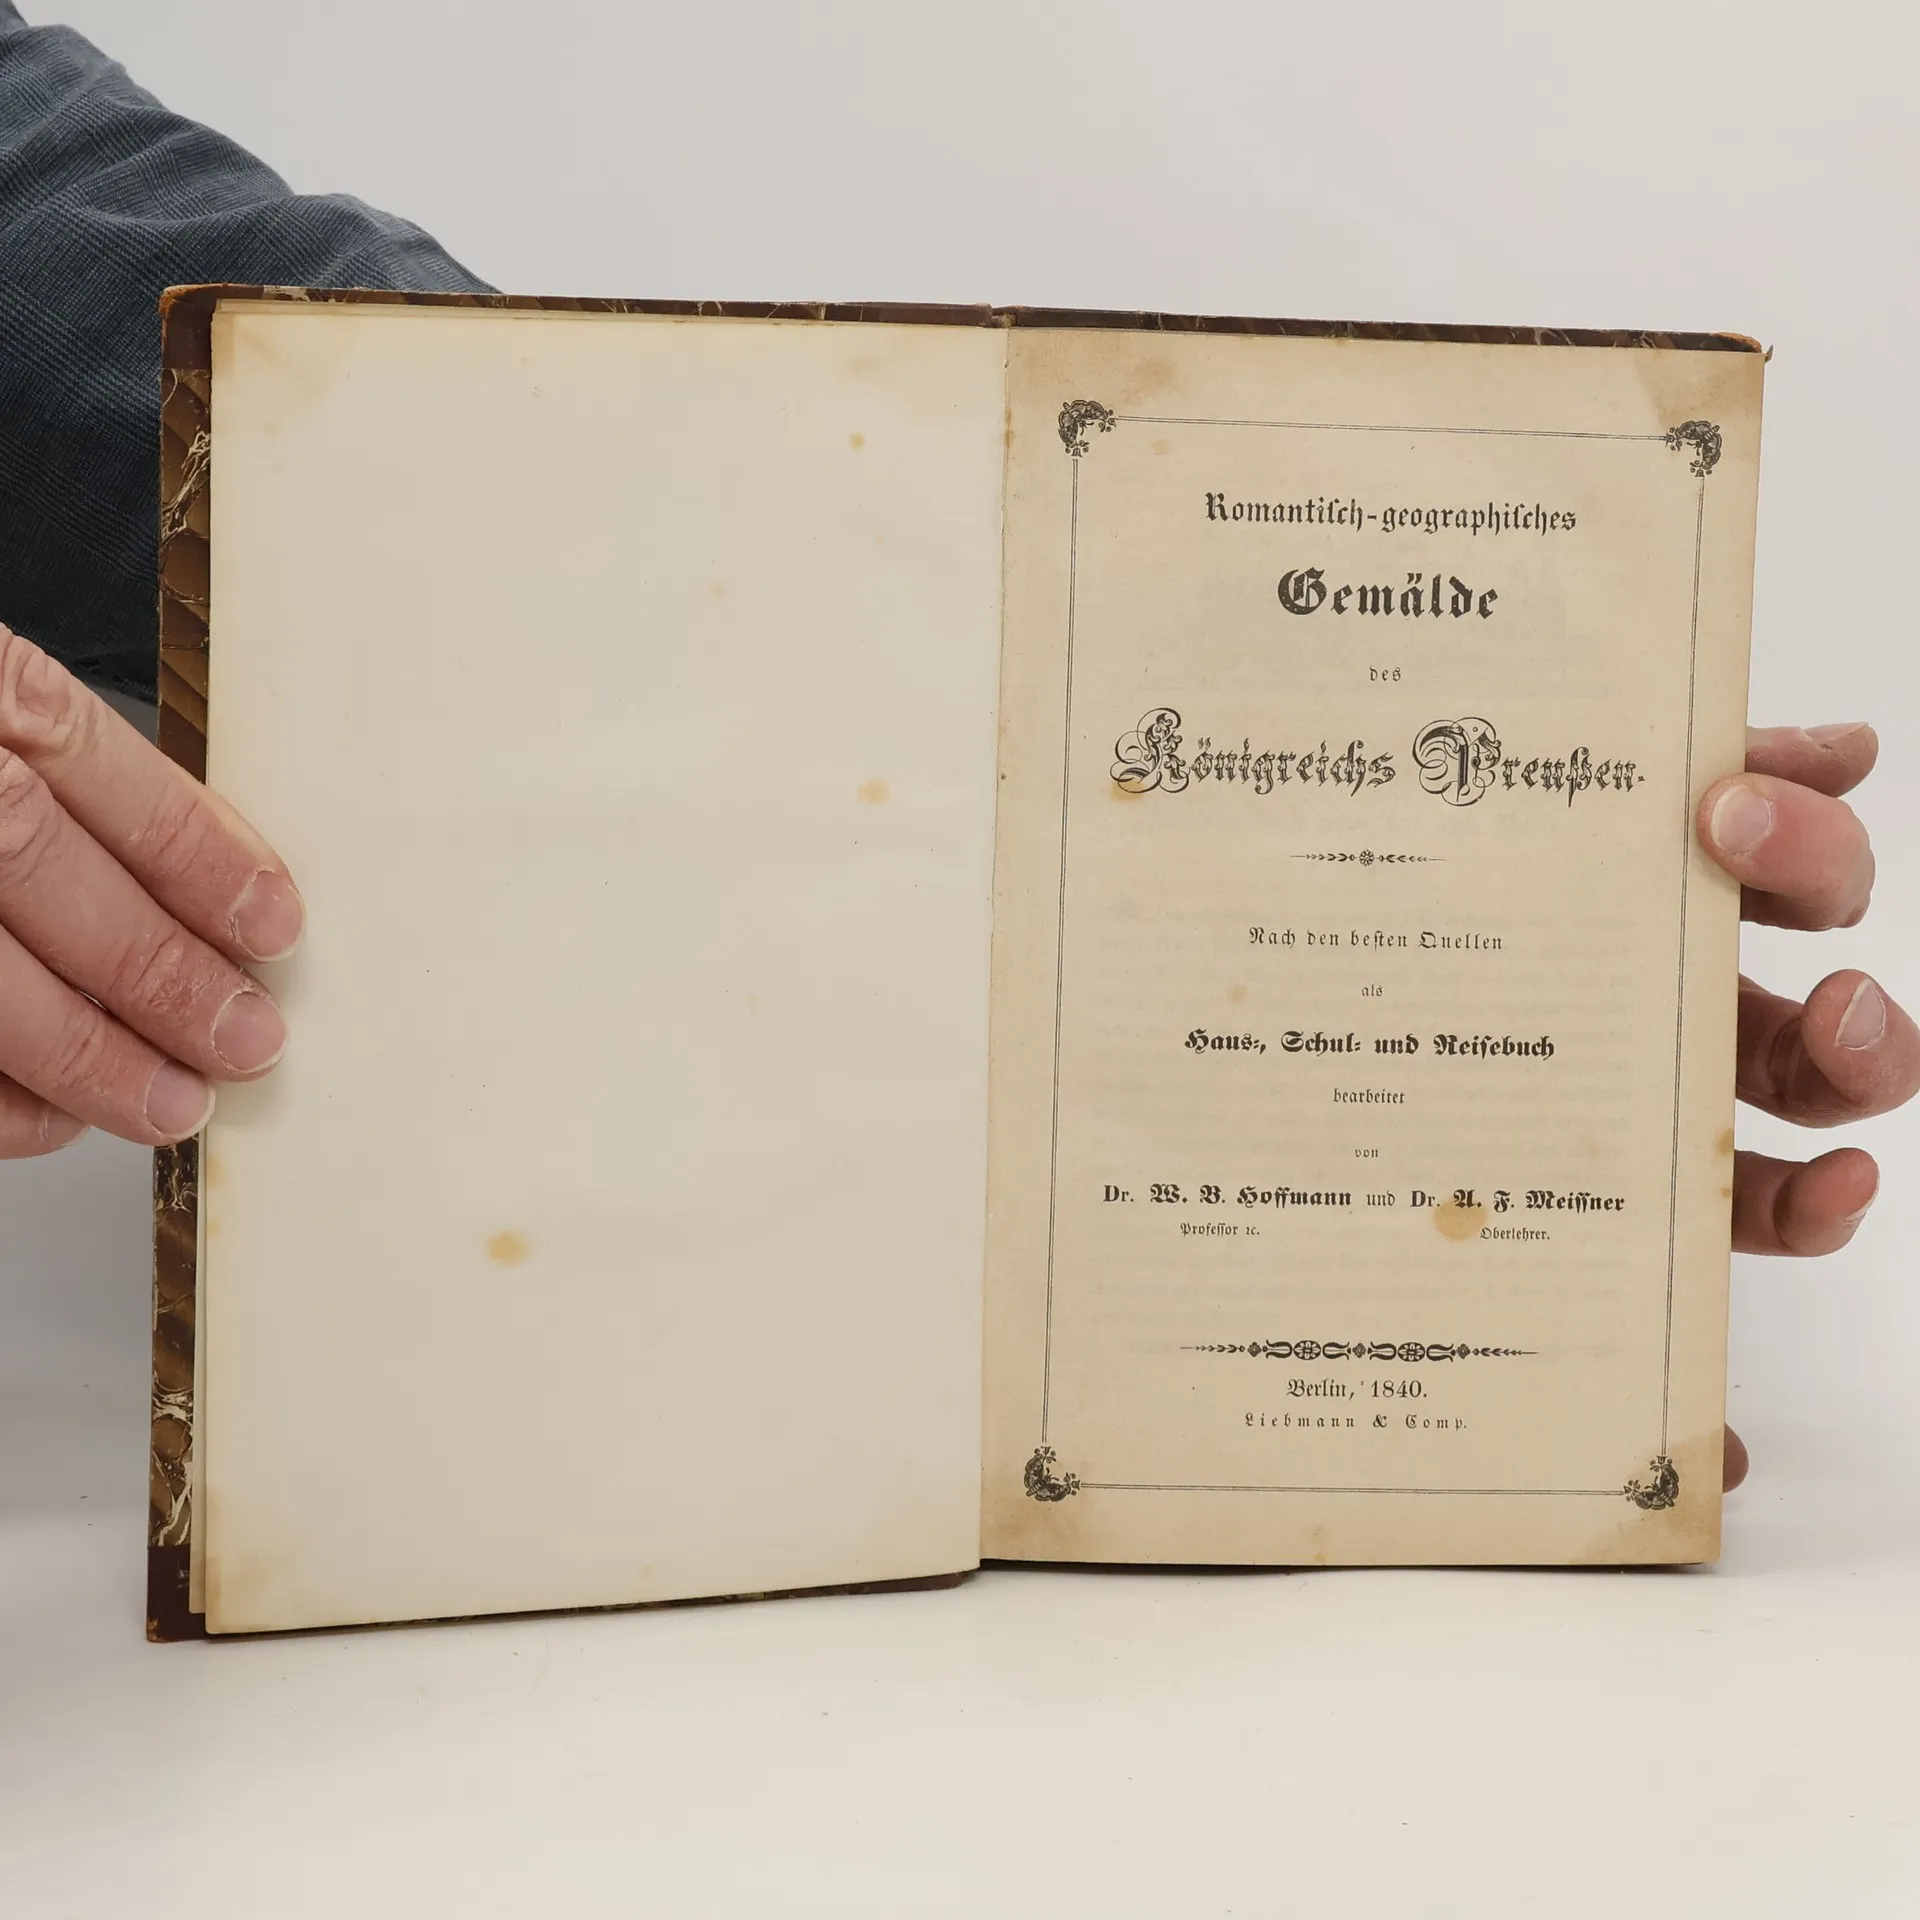 Romantiſch-geographiſches
Gemälde
des
Königreichs Preußen.
Nach den beſten Quellen
als
Haus-, Schul- und Reiſebuch
bearbeitet
von
Dr. W. B. Hoffmann und Dr. A. F. Meiſſner
Profeſſor ꝛc. Oberlehrer.
Berlin, 1840.
Liebmann & Comp.